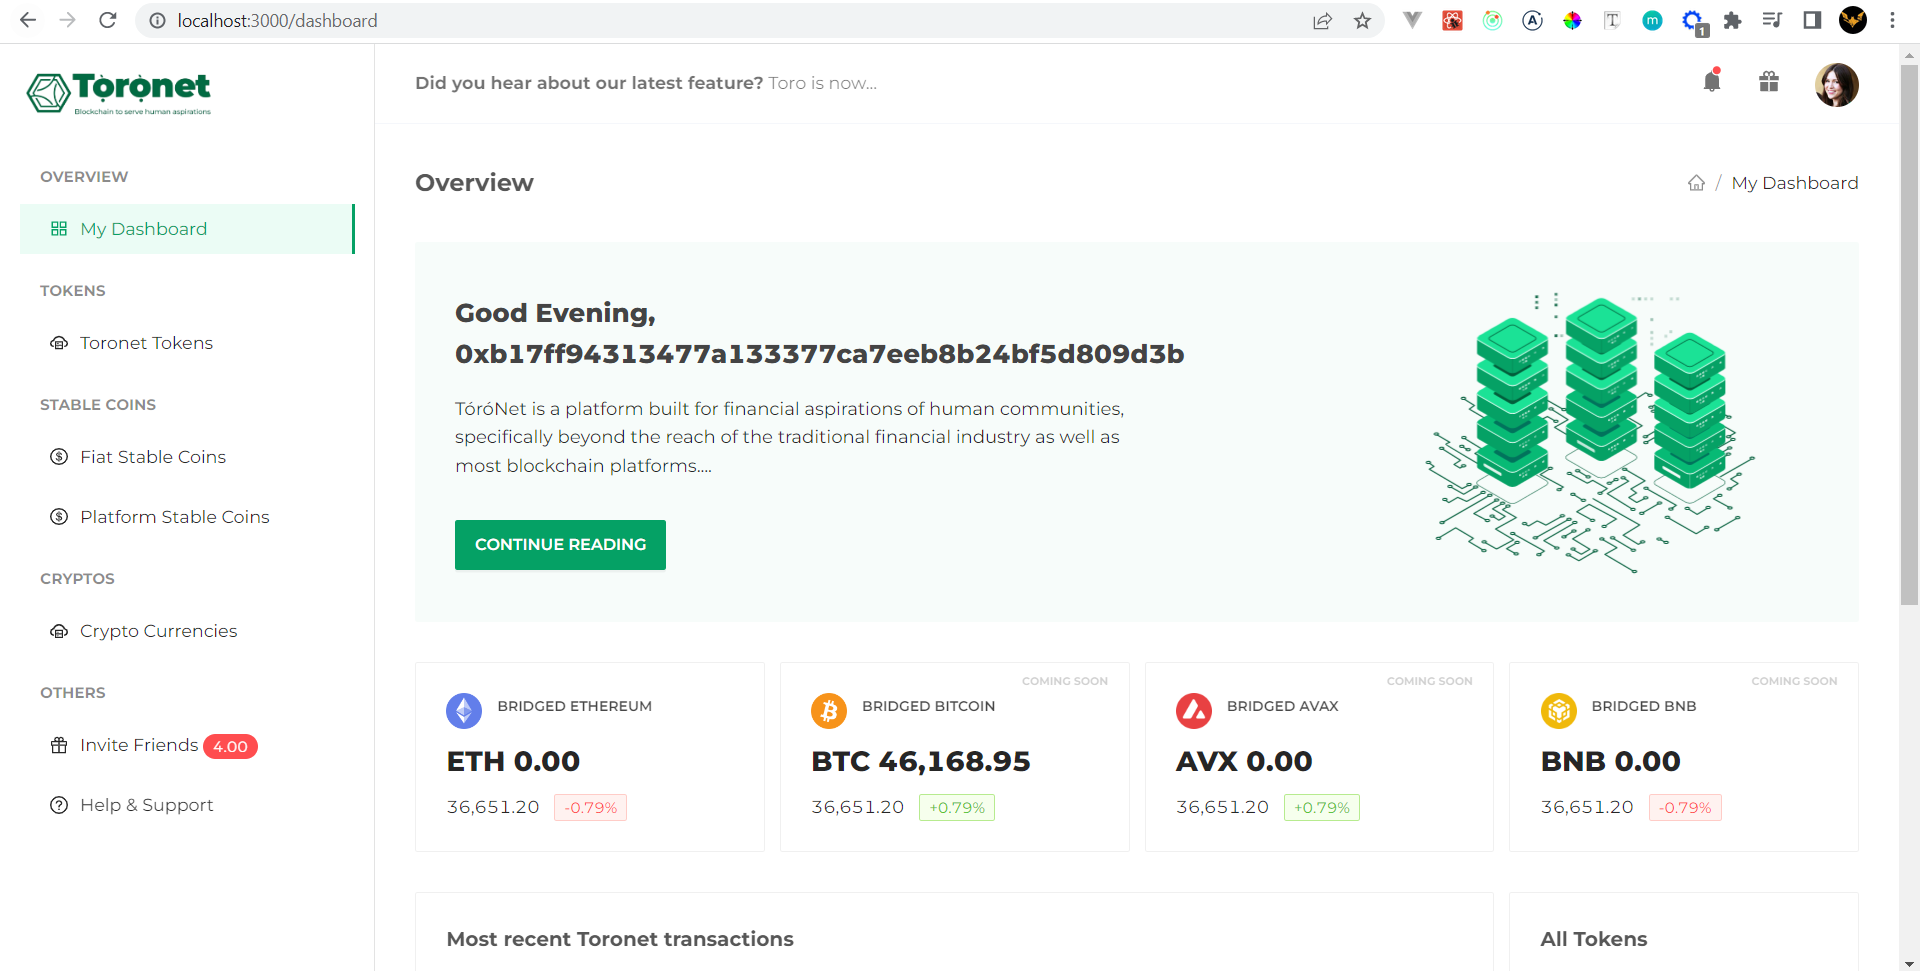 localhost:3000/dashboard
1
Tọrọnet
Blockchain to serve human aspirations
Did you hear about our latest feature? Toro is now...
OVERVIEW
My Dashboard
TOKENS
Toronet Tokens
STABLE COINS
Fiat Stable Coins
Platform Stable Coins
CRYPTOS
Crypto Currencies
OTHERS
Invite Friends 4.00
Help & Support
Overview
/ My Dashboard
Good Evening,
0xb17ff94313477a133377ca7eeb8b24bf5d809d3b
TóróNet is a platform built for financial aspirations of human communities,
specifically beyond the reach of the traditional financial industry as well as
most blockchain platforms....
CONTINUE READING
BRIDGED ETHEREUM
ETH 0.00
36,651.20 -0.79%
COMING SOON
BRIDGED BITCOIN
BTC 46,168.95
36,651.20 +0.79%
COMING SOON
BRIDGED AVAX
AVX 0.00
36,651.20 +0.79%
COMING SOON
BRIDGED BNB
BNB 0.00
36,651.20 -0.79%
Most recent Toronet transactions
All Tokens